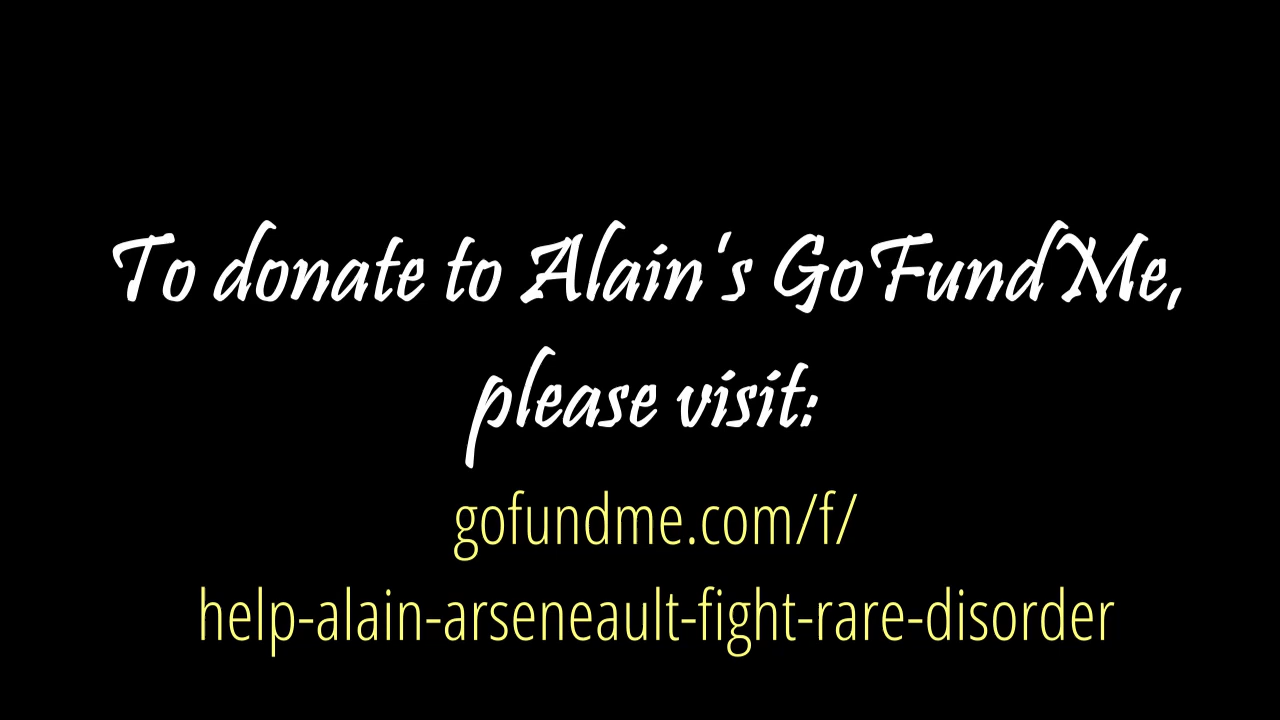 To donate to Alain's GoFundMe,
please visit:
gofundme.com/f/
help-alain-arseneault-fight-rare-disorder